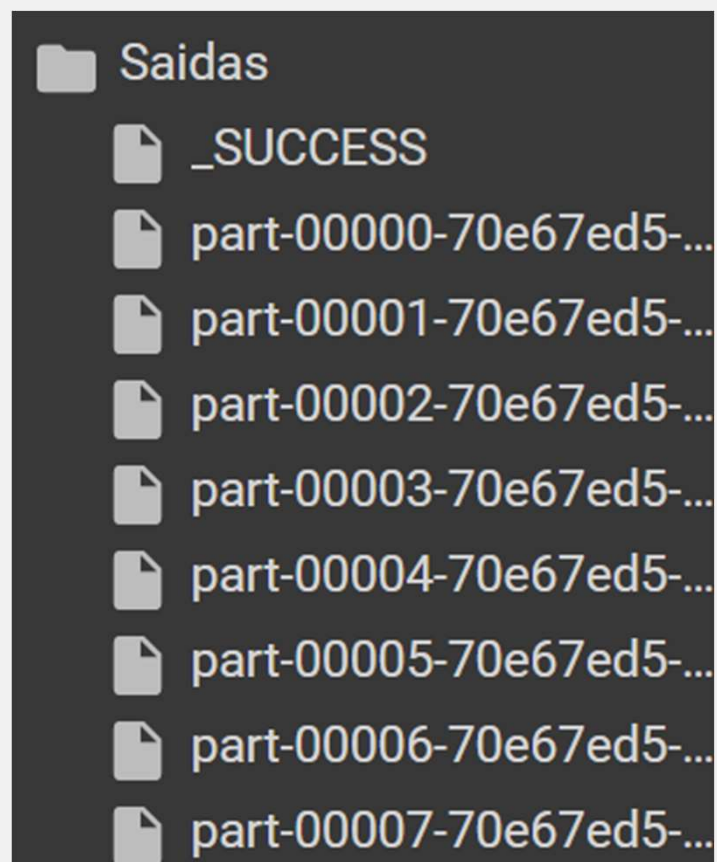 Saidas
_SUCCESS
part-00000-70e67ed5-...
part-00001-70e67ed5-...
part-00002-70e67ed5-...
part-00003-70e67ed5-...
part-00004-70e67ed5-...
part-00005-70e67ed5-...
part-00006-70e67ed5-...
part-00007-70e67ed5-...